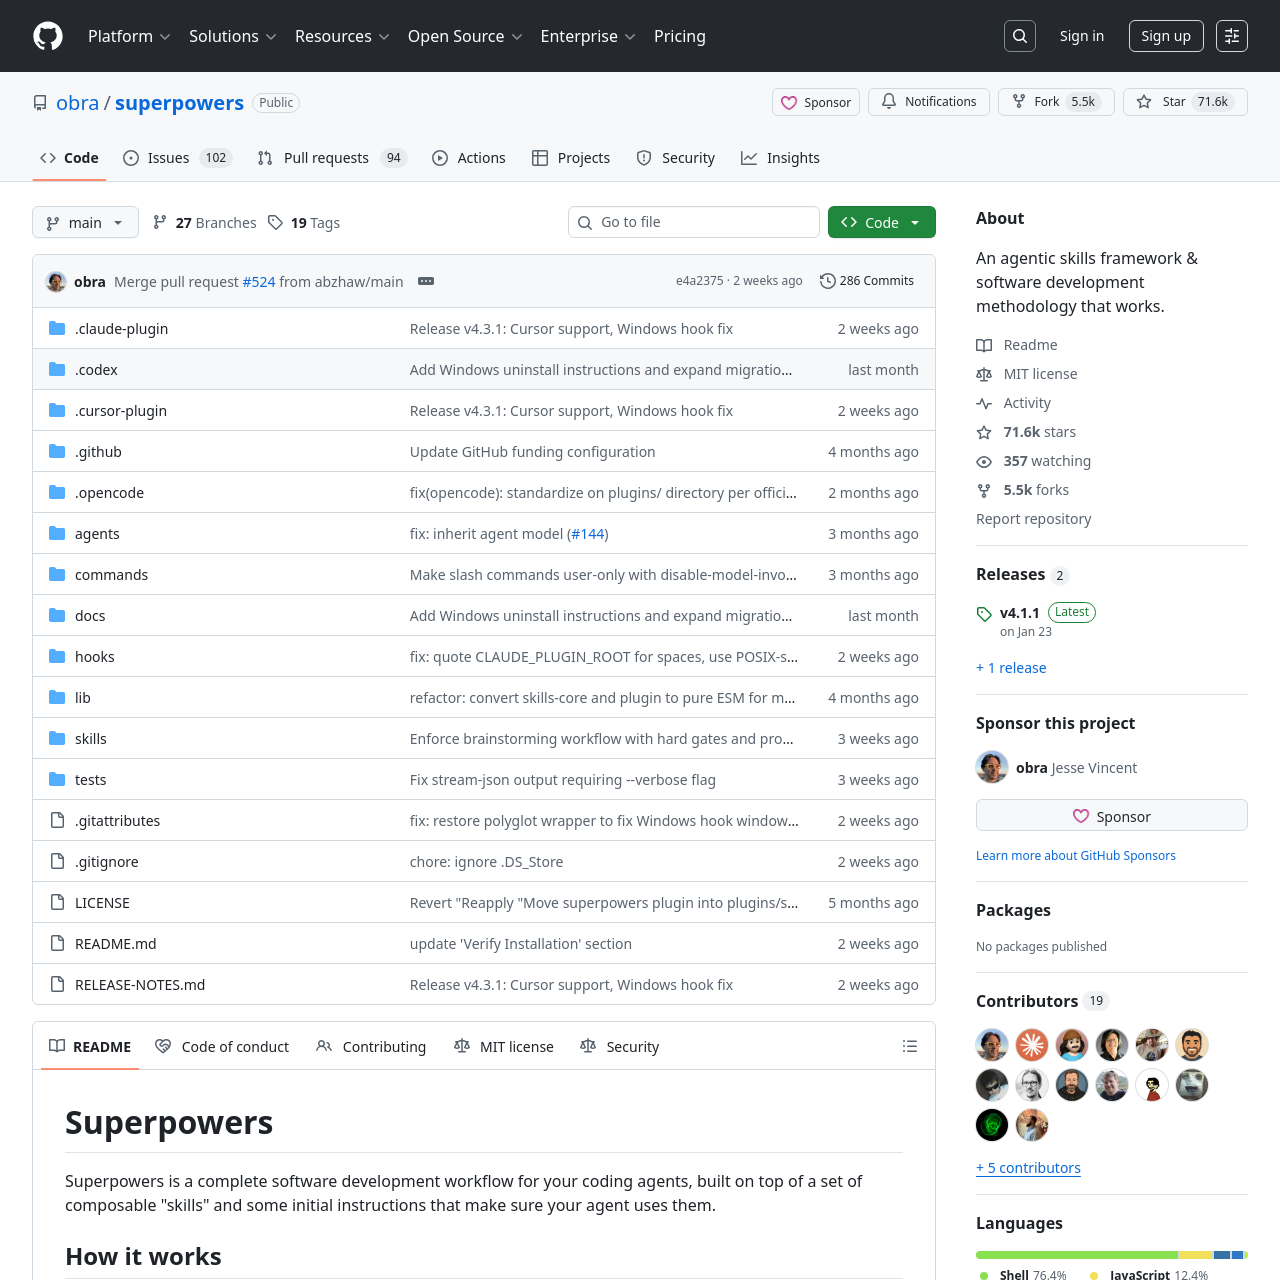 Platform Solutions Resources Open Source Enterprise Pricing Sign in Sign up
obra / superpowers Public Sponsor Notifications Fork 5.5k Star 71.6k
Code Issues 102 Pull requests 94 Actions Projects Security Insights
main 27 Branches 19 Tags Go to file Code
obra Merge pull request #524 from abzhaw/main e4a2375 · 2 weeks ago 286 Commits
.claude-plugin Release v4.3.1: Cursor support, Windows hook fix 2 weeks ago
.codex Add Windows uninstall instructions and expand migratio... last month
.cursor-plugin Release v4.3.1: Cursor support, Windows hook fix 2 weeks ago
.github Update GitHub funding configuration 4 months ago
.opencode fix(opencode): standardize on plugins/ directory per offici... 2 months ago
agents fix: inherit agent model (#144) 3 months ago
commands Make slash commands user-only with disable-model-invo... 3 months ago
docs Add Windows uninstall instructions and expand migratio... last month
hooks fix: quote CLAUDE_PLUGIN_ROOT for spaces, use POSIX-s... 2 weeks ago
lib refactor: convert skills-core and plugin to pure ESM for m... 4 months ago
skills Enforce brainstorming workflow with hard gates and pro... 3 weeks ago
tests Fix stream-json output requiring --verbose flag 3 weeks ago
.gitattributes fix: restore polyglot wrapper to fix Windows hook window... 2 weeks ago
.gitignore chore: ignore .DS_Store 2 weeks ago
LICENSE Revert "Reapply "Move superpowers plugin into plugins/s... 5 months ago
README.md update 'Verify Installation' section 2 weeks ago
RELEASE-NOTES.md Release v4.3.1: Cursor support, Windows hook fix 2 weeks ago
README Code of conduct Contributing MIT license Security
Superpowers
Superpowers is a complete software development workflow for your coding agents, built on top of a set of
composable "skills" and some initial instructions that make sure your agent uses them.
How it works
About
An agentic skills framework &
software development
methodology that works.
Readme
MIT license
Activity
71.6k stars
357 watching
5.5k forks
Report repository
Releases 2
v4.1.1 Latest
on Jan 23
+ 1 release
Sponsor this project
obra Jesse Vincent
Sponsor
Learn more about GitHub Sponsors
Packages
No packages published
Contributors 19
+ 5 contributors
Languages
Shell 76.4% JavaScript 12.4%